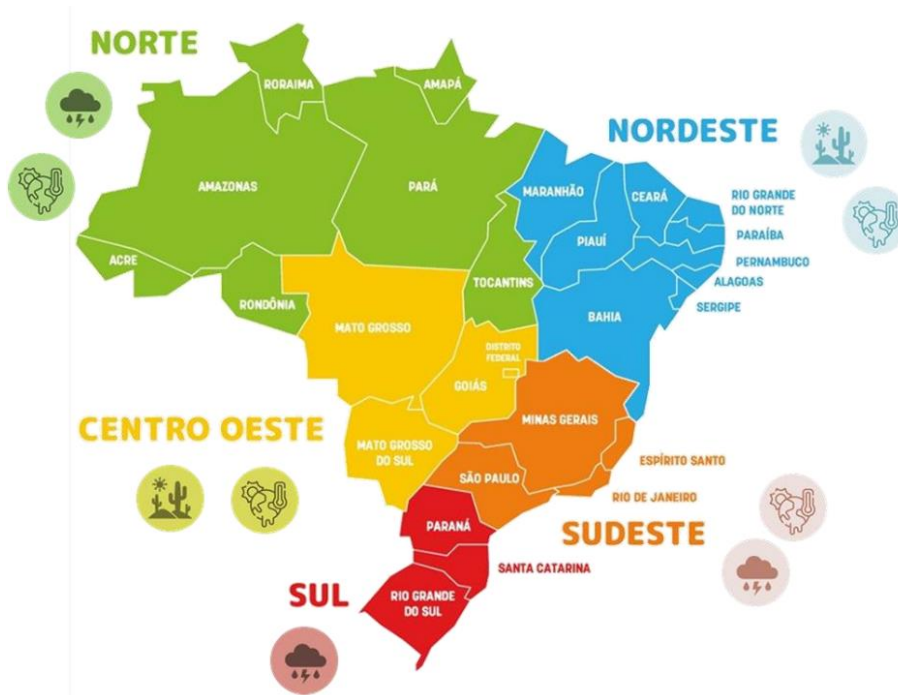 NORTE
RORAIMA
AMAPÁ
AMAZONAS
PARÁ
ACRE
RONDÔNIA
TOCANTINS
NORDESTE
MARANHÃO
CEARÁ
RIO GRANDE
DO NORTE
PIAUÍ
PARAÍBA
PERNAMBUCO
ALAGOAS
SERGIPE
BAHIA
MATO GROSSO
DISTRITO
FEDERAL
GOIÁS
CENTRO OESTE
MATO GROSSO
DO SUL
MINAS GERAIS
ESPÍRITO SANTO
SÃO PAULO
RIO DE JANEIRO
SUDESTE
PARANÁ
SANTA CATARINA
SUL
RIO GRANDE
DO SUL